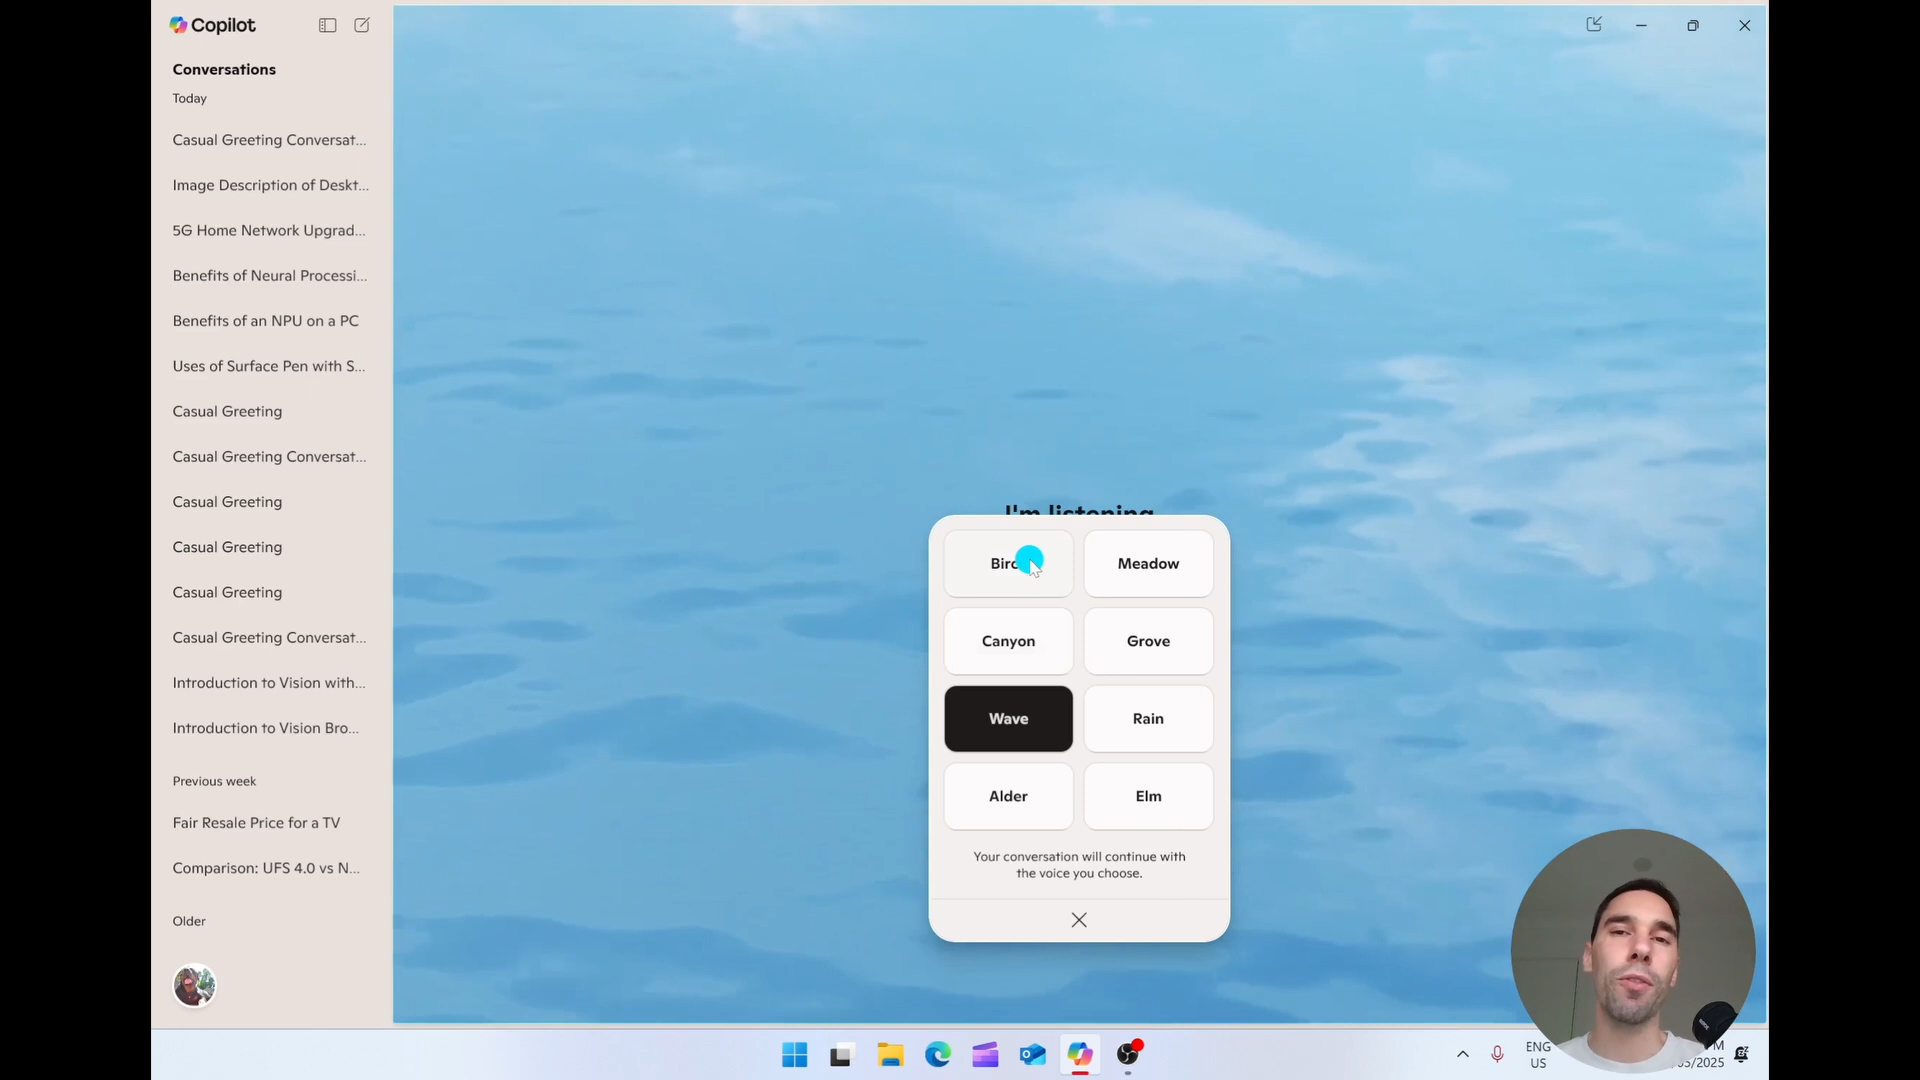 Copilot
Conversations
Today
Casual Greeting Conversat...
Image Description of Deskt...
5G Home Network Upgrad...
Benefits of Neural Processi...
Benefits of an NPU on a PC
Uses of Surface Pen with S...
Casual Greeting
Casual Greeting Conversat...
Casual Greeting
Casual Greeting
Casual Greeting
Casual Greeting Conversat...
Introduction to Vision with...
Introduction to Vision Bro...
Previous week
Fair Resale Price for a TV
Comparison: UFS 4.0 vs N...
Older
I'm listening
Meadow
Canyon
Grove
Wave
Rain
Alder
Elm
Your conversation will continue with
the voice you choose.
ENG
US